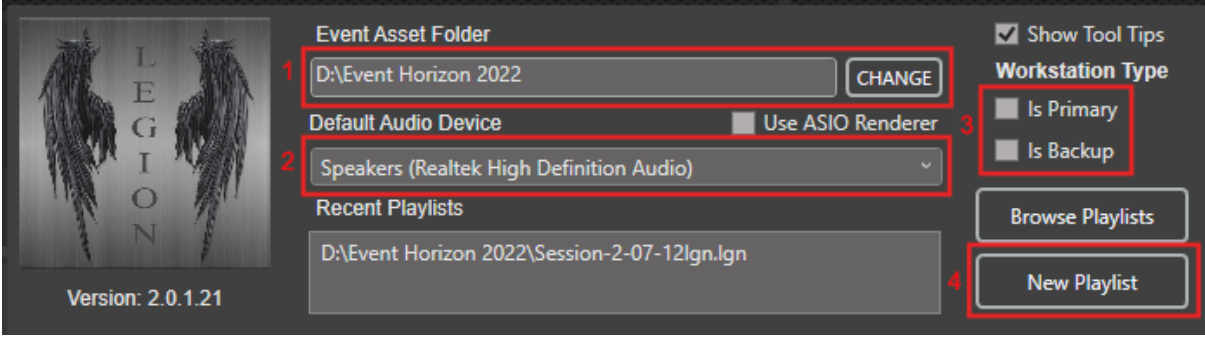 LEGION
Version: 2.0.1.21
Event Asset Folder
1
D:\Event Horizon 2022
CHANGE
Default Audio Device
Use ASIO Renderer
2
Speakers (Realtek High Definition Audio)
Recent Playlists
D:\Event Horizon 2022\Session-2-07-12lgn.lgn
Show Tool Tips
Workstation Type
3
Is Primary
Is Backup
Browse Playlists
4
New Playlist